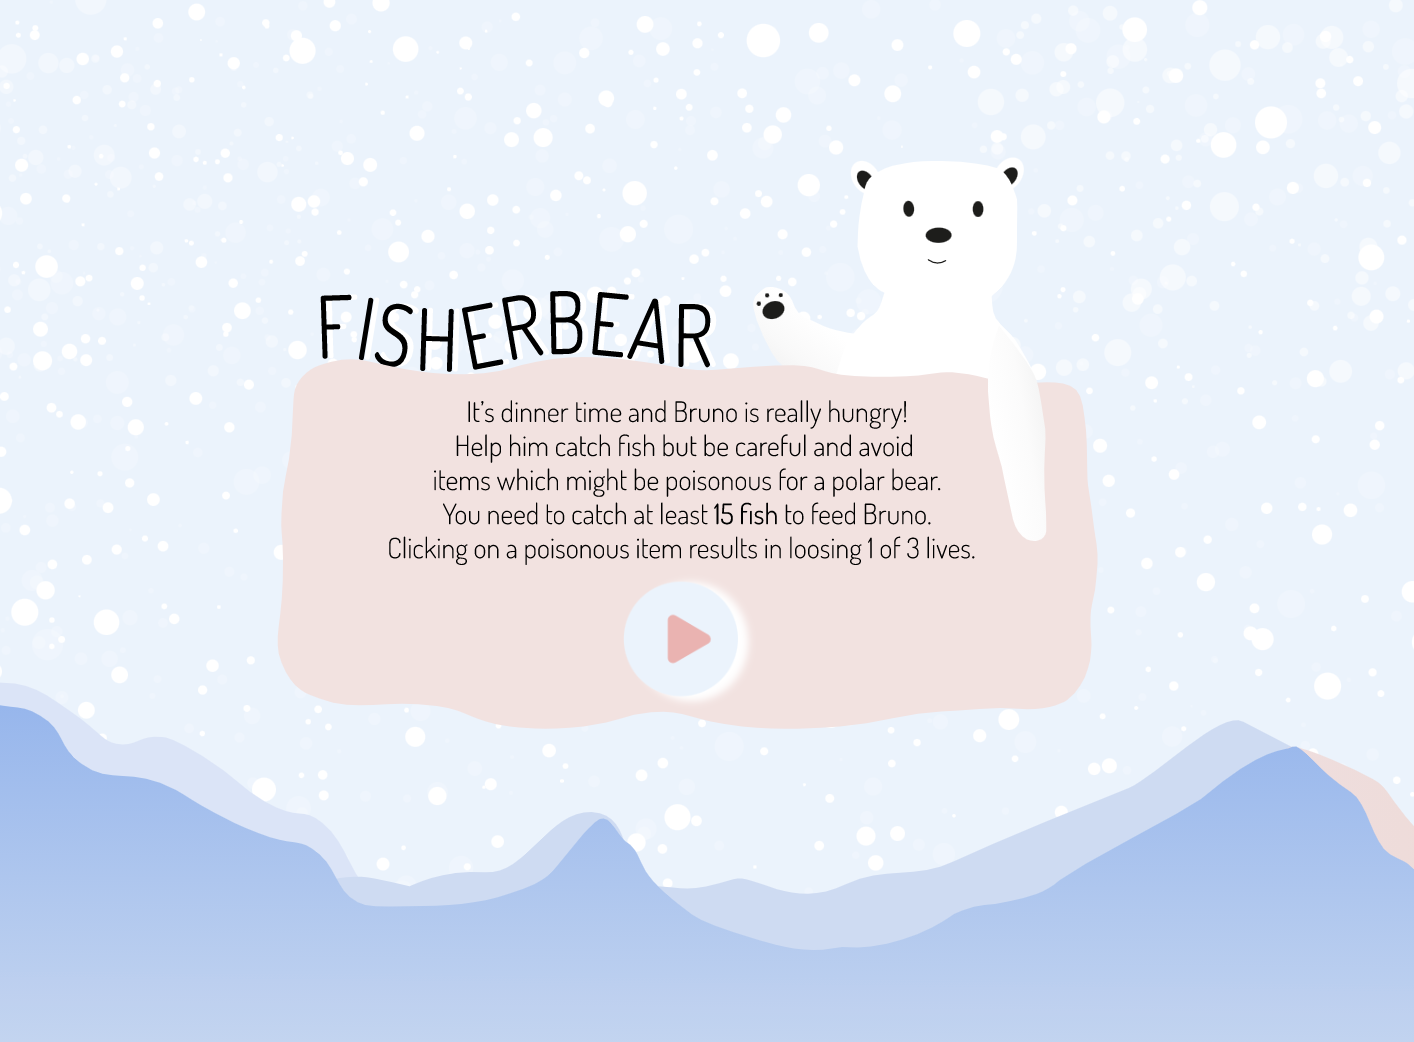 FISHERBEAR
It's dinner time and Bruno is really hungry!
Help him catch fish but be careful and avoid
items which might be poisonous for a polar bear.
You need to catch at least 15 fish to feed Bruno.
Clicking on a poisonous item results in loosing 1 of 3 lives.